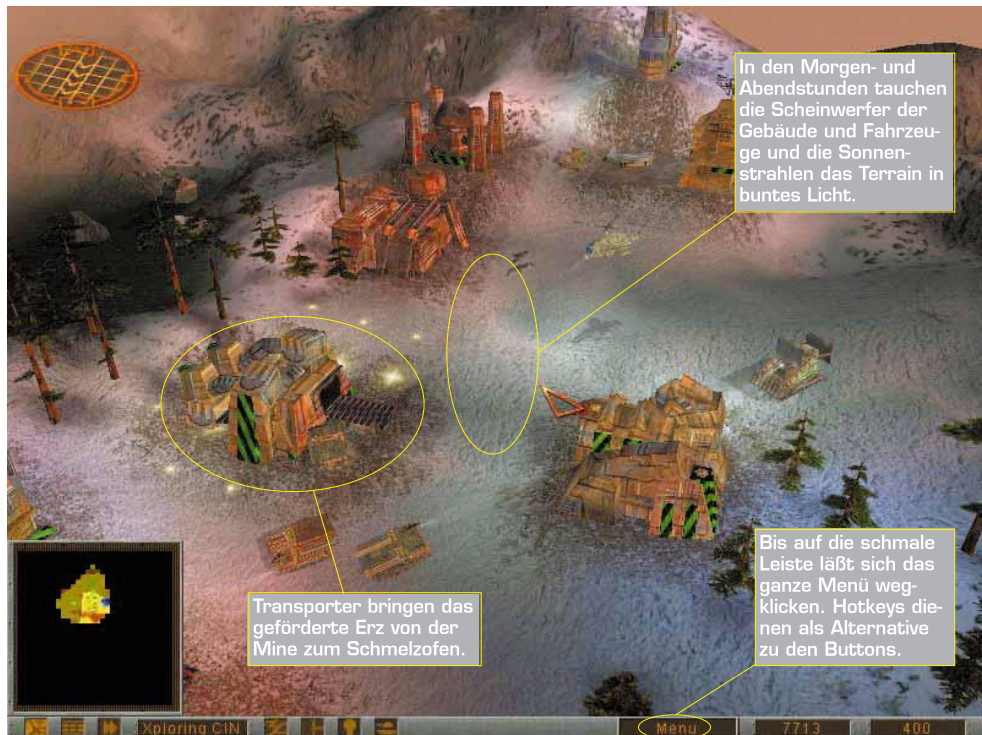 In den Morgen- und
Abendstunden tauchen
die Scheinwerfer der
Gebäude und Fahrzeu-
ge und die Sonnen-
strahlen das Terrain in
buntes Licht.
Bis auf die schmale
Leiste läßt sich das
ganze Menü weg-
klicken. Hotkeys die-
nen als Alternative
zu den Buttons.
Transporter bringen das
geförderte Erz von der
Mine zum Schmelzofen.
Xploring CIN
Menu
7713
400